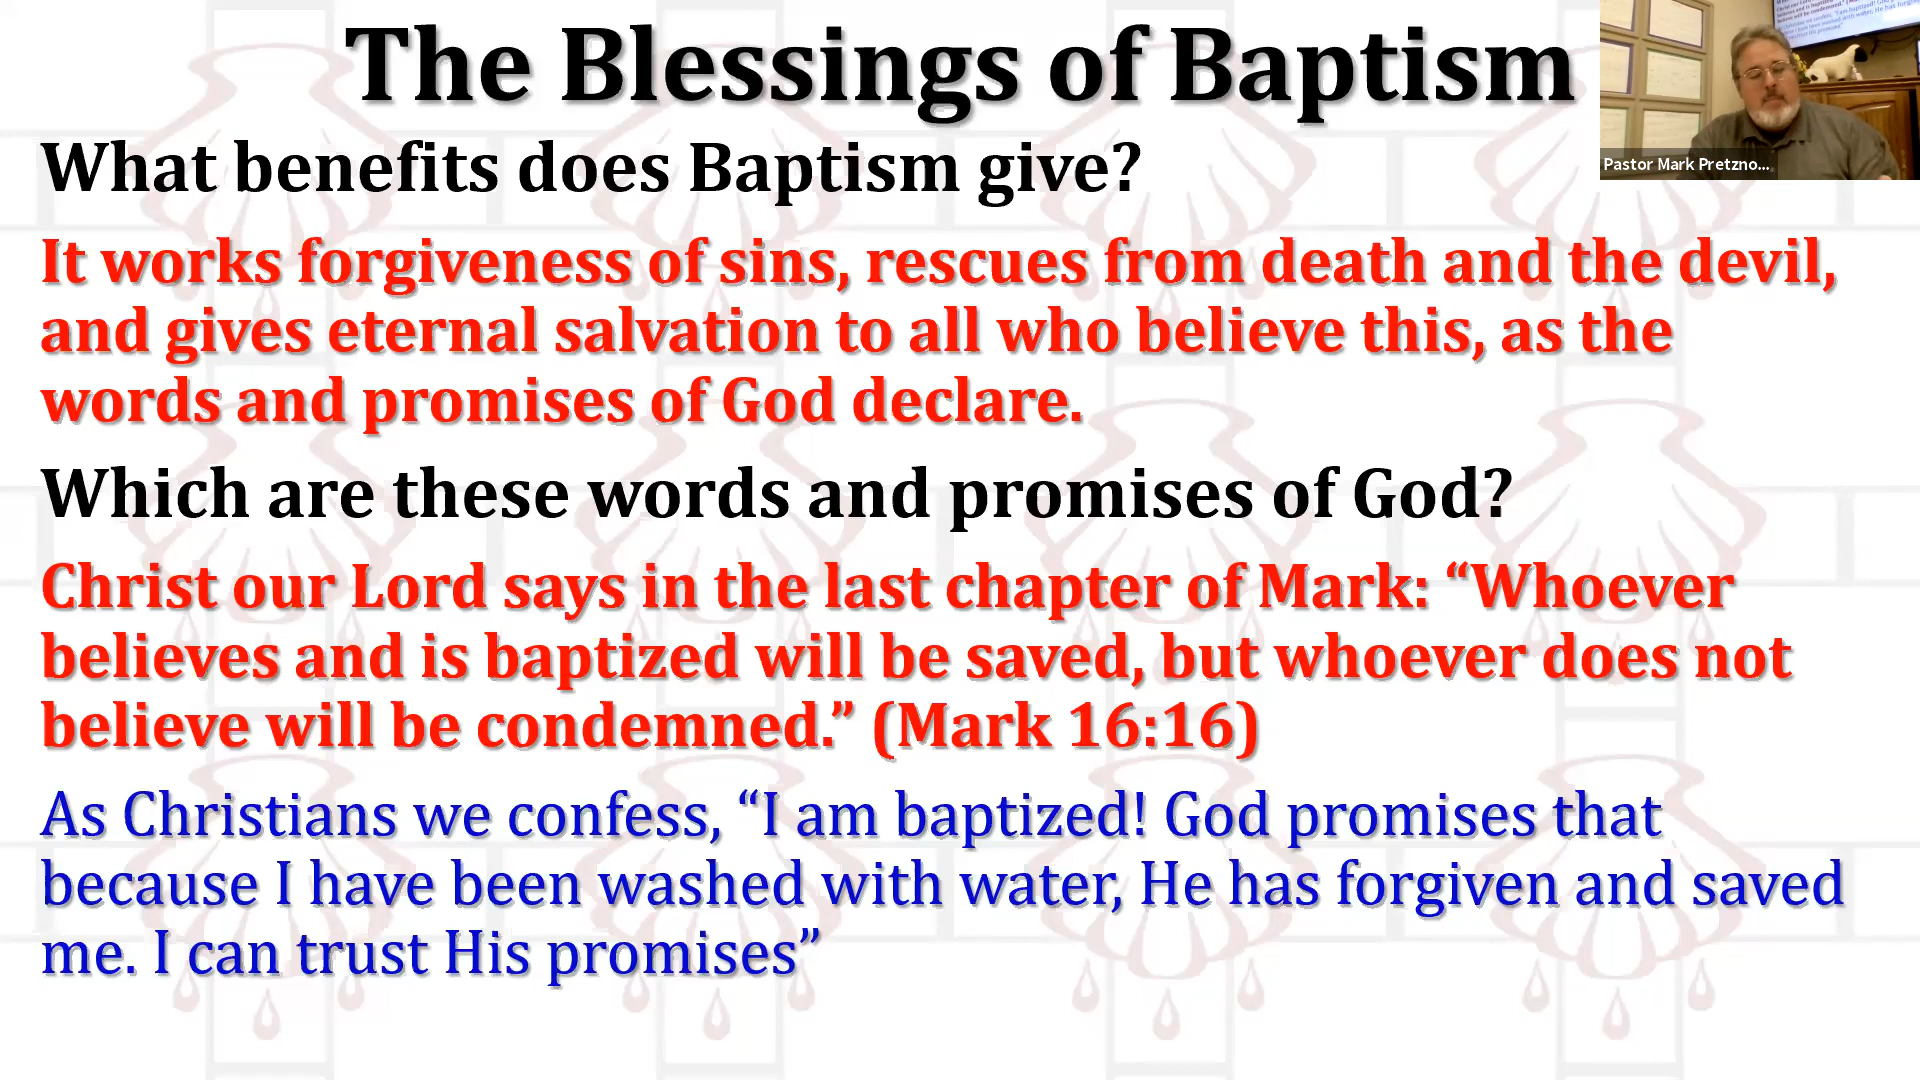 The Blessings of Baptism
What benefits does Baptism give?
It works forgiveness of sins, rescues from death and the devil,
and gives eternal salvation to all who believe this, as the
words and promises of God declare.
Which are these words and promises of God?
Christ our Lord says in the last chapter of Mark: “Whoever
believes and is baptized will be saved, but whoever does not
believe will be condemned.” (Mark 16:16)
As Christians we confess, “I am baptized! God promises that
because I have been washed with water, He has forgiven and saved
me. I can trust His promises”
Pastor Mark Pretzno...